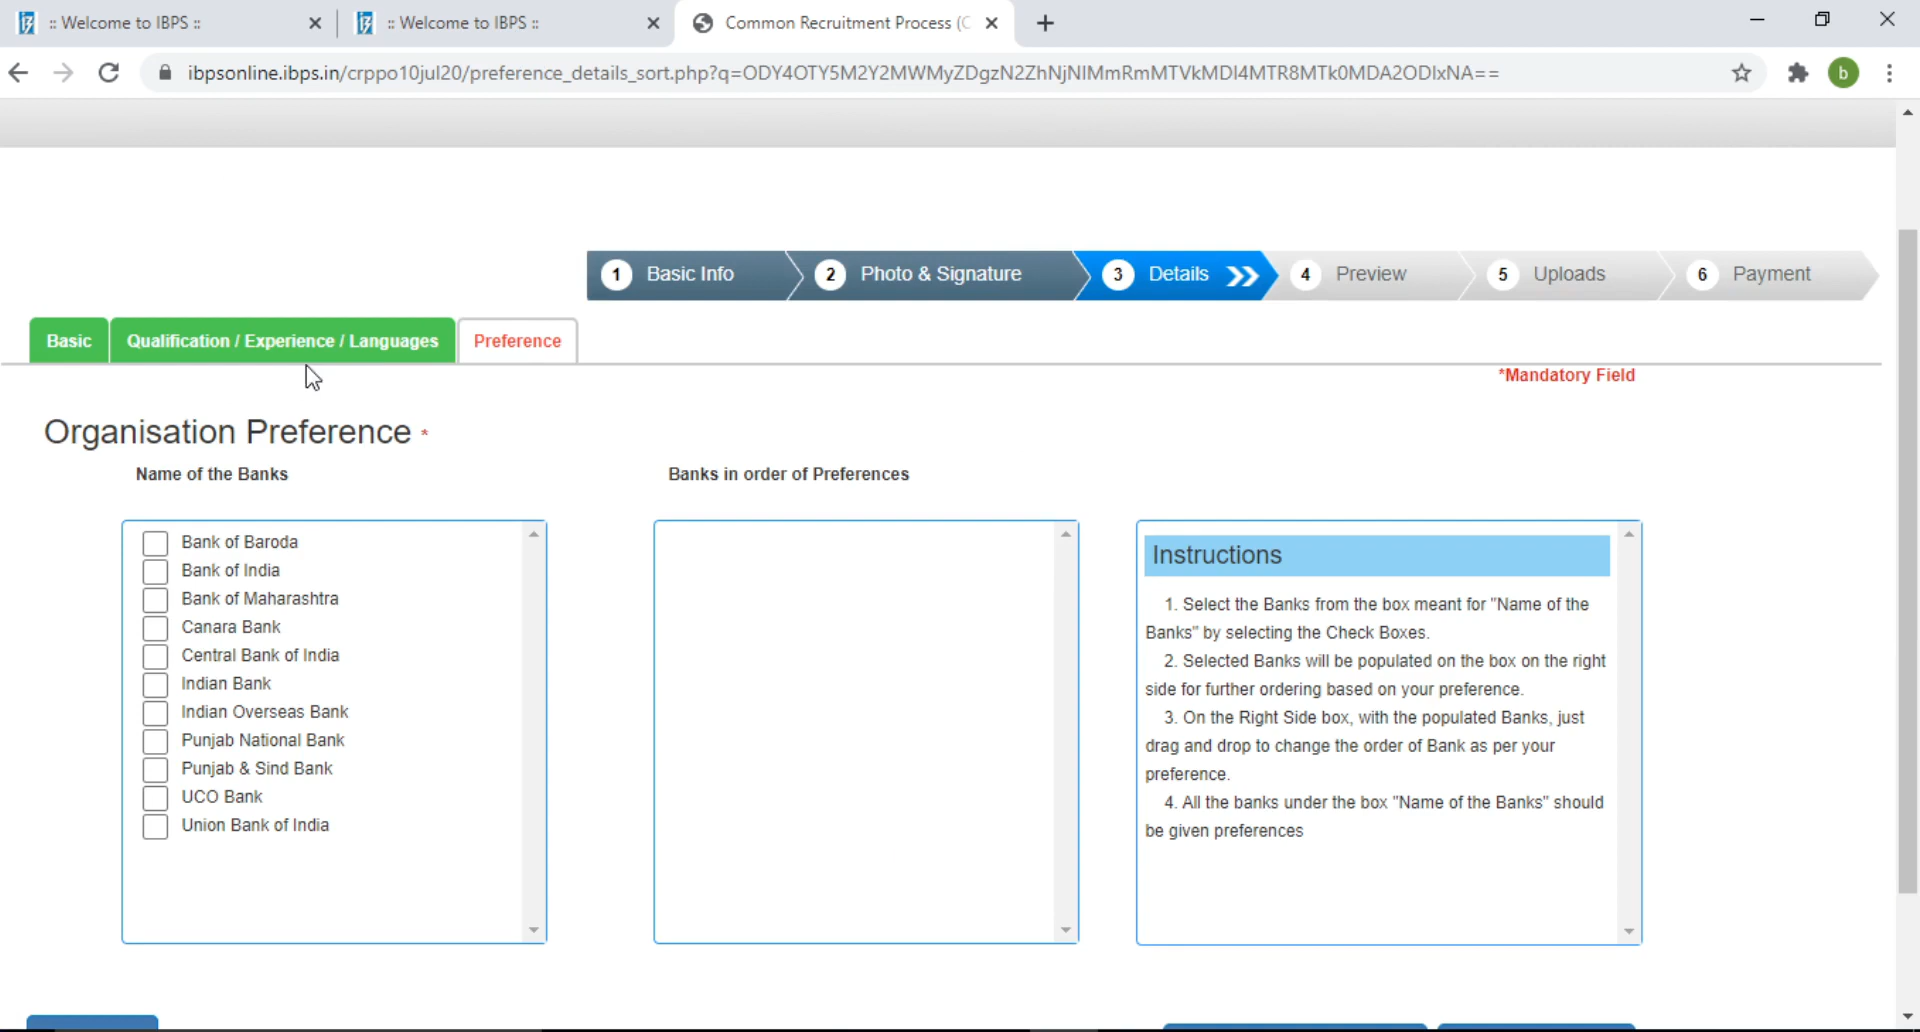 :: Welcome to IBPS ::
:: Welcome to IBPS ::
Common Recruitment Process (C
ibpsonline.ibps.in/crppo10jul20/preference_details_sort.php?q=ODY4OTY5M2Y2MWMyZDgzN2ZhNjNlMmRmMTVkMDI4MTR8MTk0MDA2ODIxNA==
b
1 Basic Info
2 Photo & Signature
3 Details
4 Preview
5 Uploads
6 Payment
Basic
Qualification / Experience / Languages
Preference
*Mandatory Field
Organisation Preference *
Name of the Banks
Banks in order of Preferences
Bank of Baroda
Bank of India
Bank of Maharashtra
Canara Bank
Central Bank of India
Indian Bank
Indian Overseas Bank
Punjab National Bank
Punjab & Sind Bank
UCO Bank
Union Bank of India
Instructions
1. Select the Banks from the box meant for "Name of the
Banks" by selecting the Check Boxes.
2. Selected Banks will be populated on the box on the right
side for further ordering based on your preference.
3. On the Right Side box, with the populated Banks, just
drag and drop to change the order of Bank as per your
preference.
4. All the banks under the box "Name of the Banks" should
be given preferences